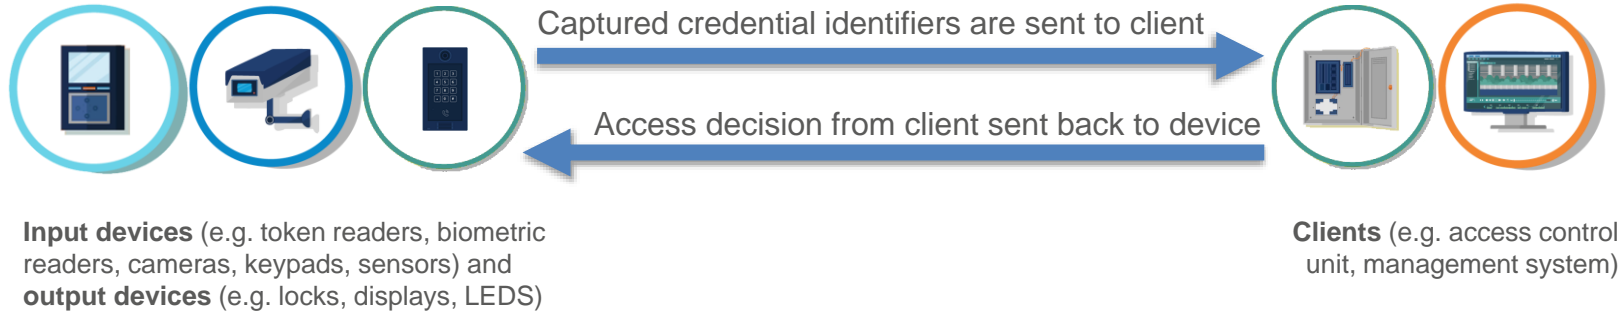 Captured credential identifiers are sent to client
Access decision from client sent back to device
Input devices (e.g. token readers, biometric
readers, cameras, keypads, sensors) and
output devices (e.g. locks, displays, LEDS)
Clients (e.g. access control
unit, management system)